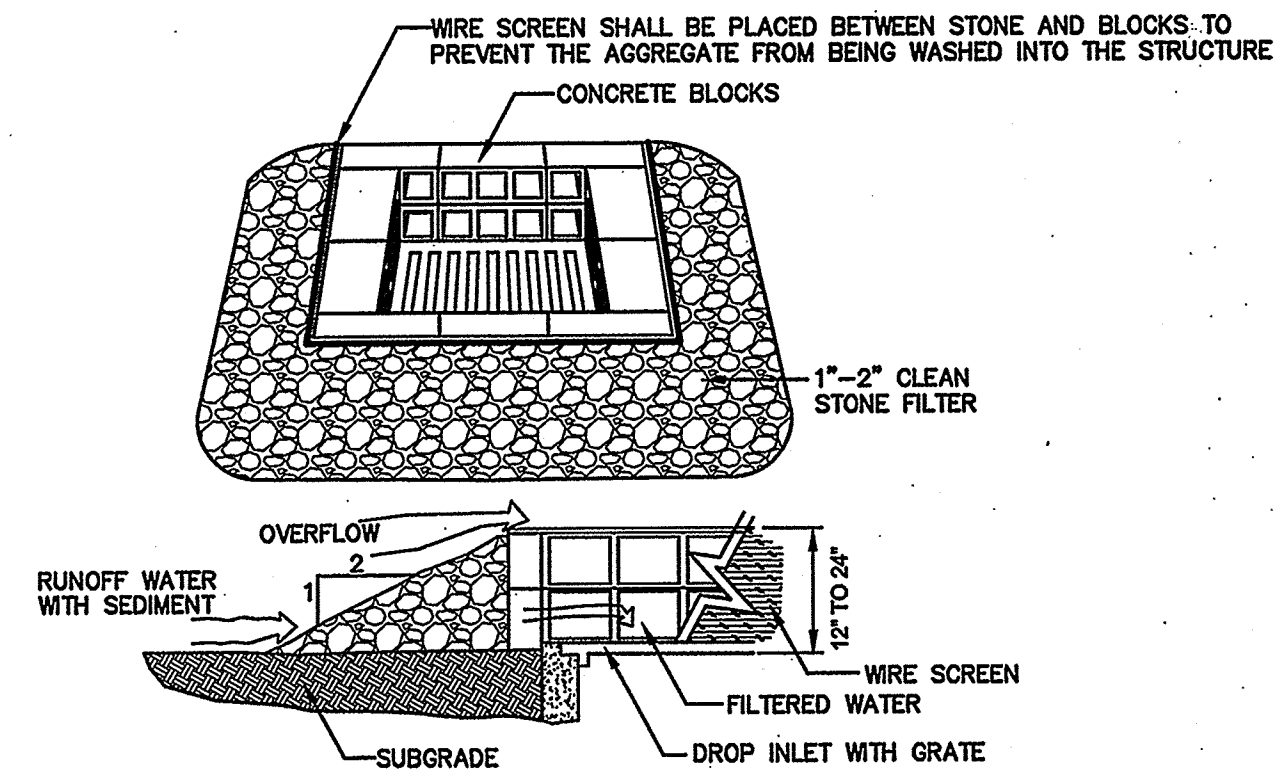 WIRE SCREEN SHALL BE PLACED BETWEEN STONE AND BLOCKS TO
PREVENT THE AGGREGATE FROM BEING WASHED INTO THE STRUCTURE
CONCRETE BLOCKS
1"-2" CLEAN
STONE FILTER
OVERFLOW
2
1
RUNOFF WATER
WITH SEDIMENT
12" TO 24"
WIRE SCREEN
FILTERED WATER
DROP INLET WITH GRATE
SUBGRADE